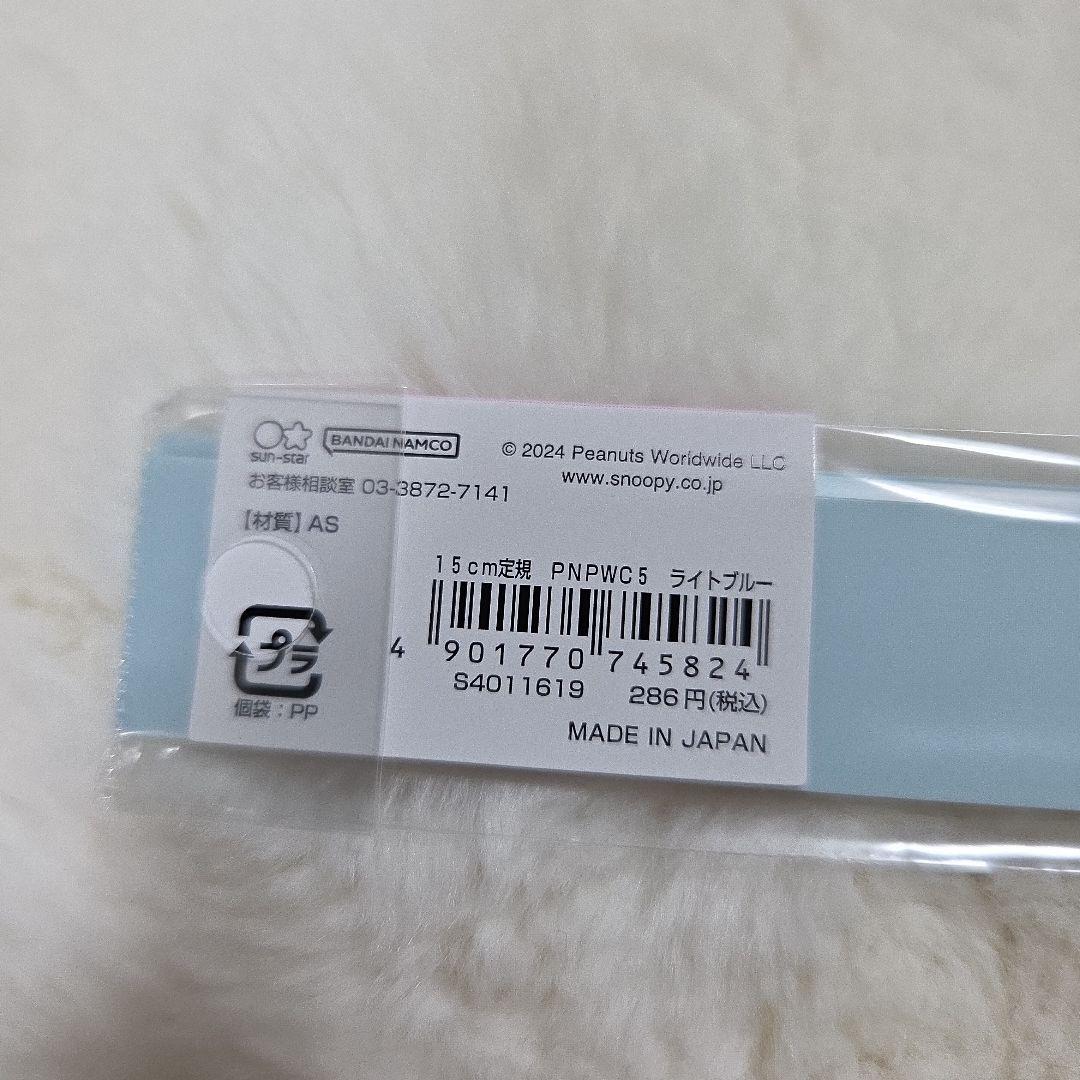 sun-star
BANDAI NAMCO
© 2024 Peanuts Worldwide LLC
www.snoopy.co.jp
お客様相談室 03-3872-7141
【材質】AS
15cm定規 PNPWC5 ライトブルー
4 901770 745824
プラ
個袋：PP
S4011619 286円(税込)
MADE IN JAPAN